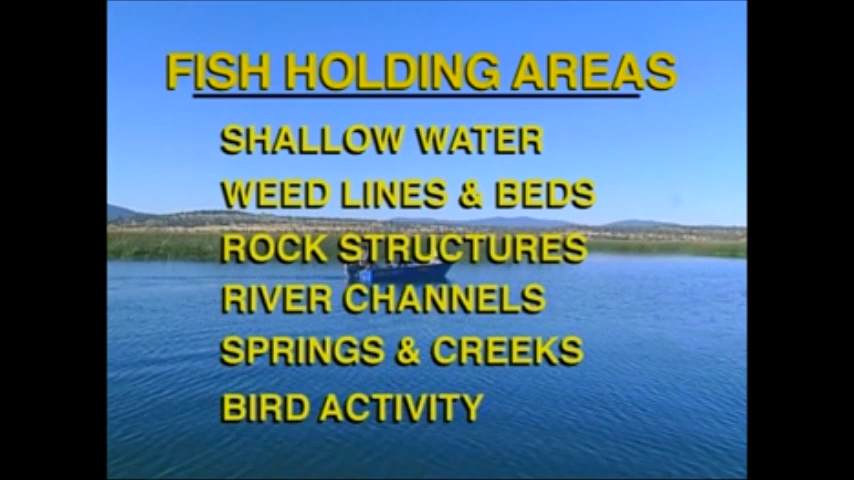 FISH HOLDING AREAS
SHALLOW WATER
WEED LINES & BEDS
ROCK STRUCTURES
RIVER CHANNELS
SPRINGS & CREEKS
BIRD ACTIVITY